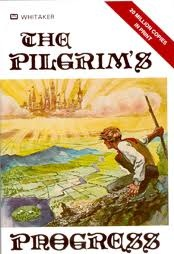 WHITAKER
20 MILLION COPIES
IN PRINT
THE
PILGRIM'S
PROGRESS